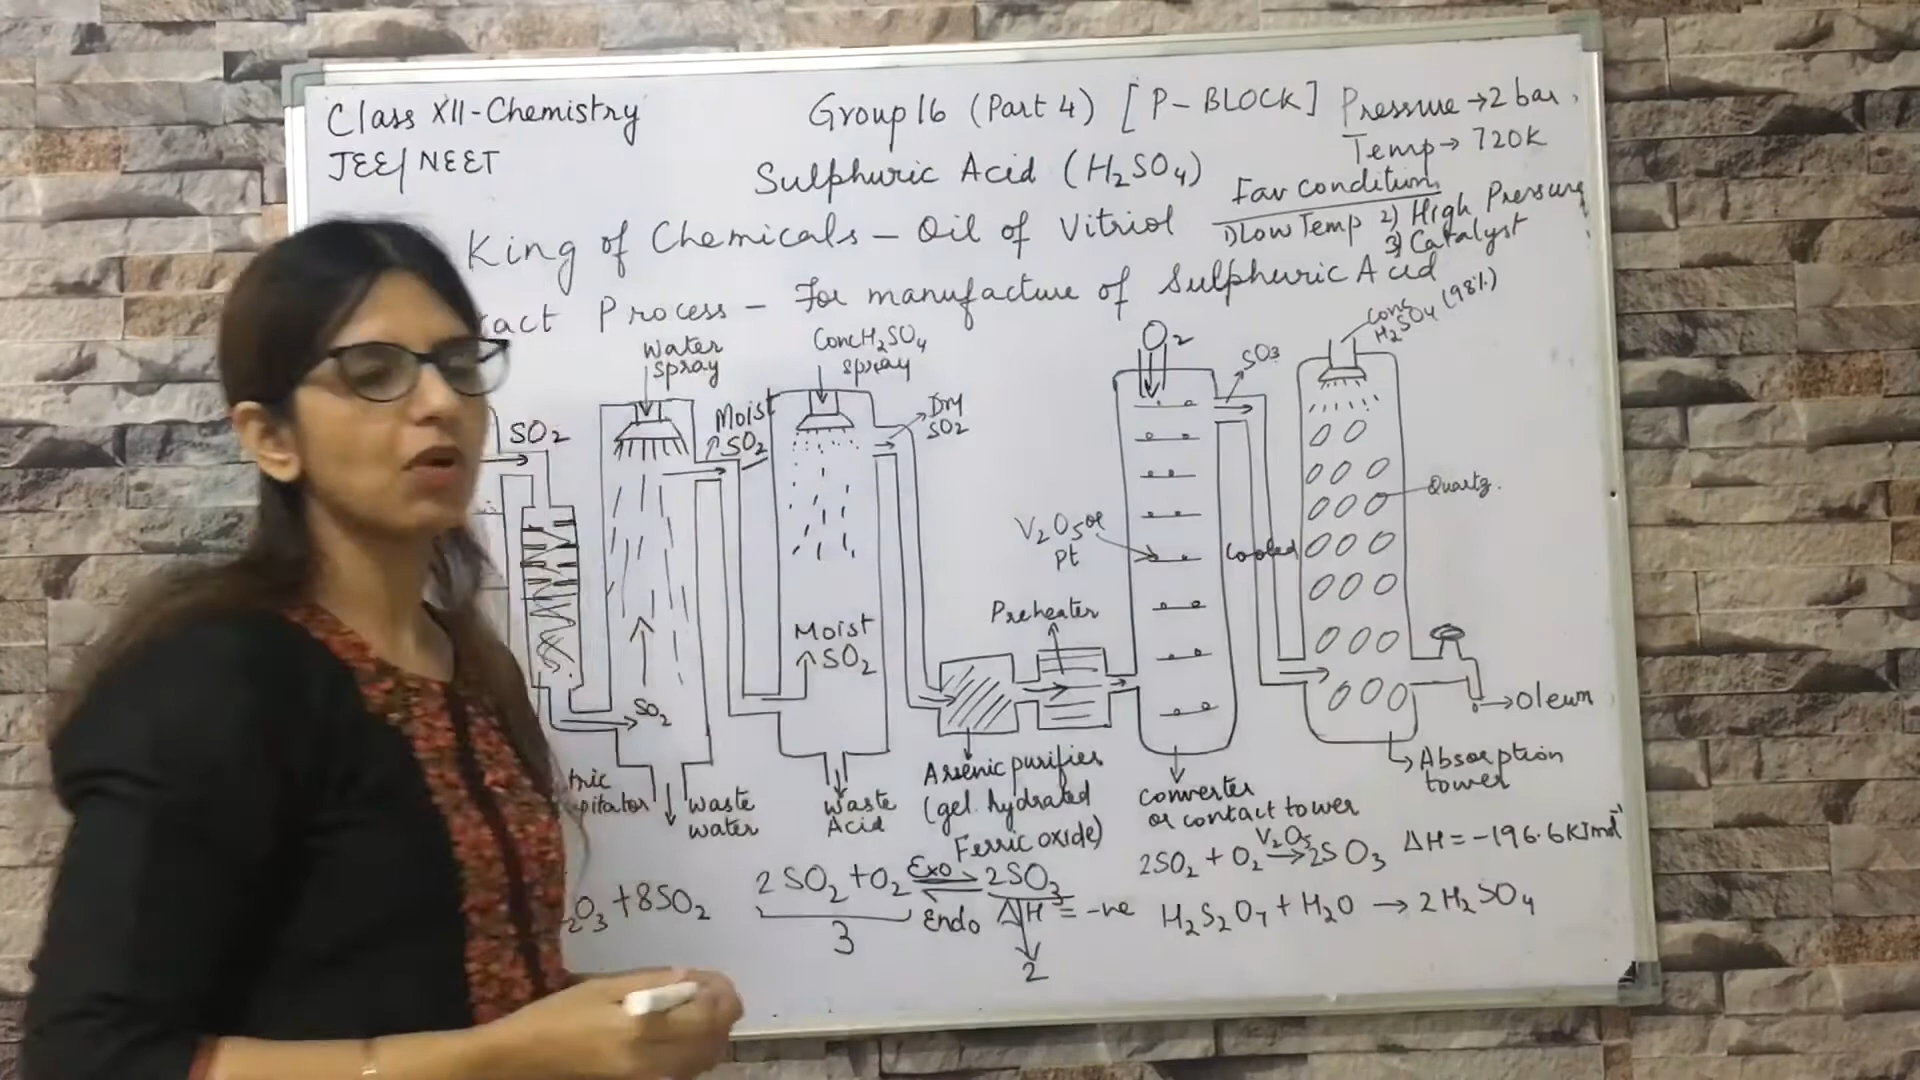 Class XII-Chemistry
JEE/NEET
Group 16 (Part 4) [P-BLOCK]
Pressure → 2 bar,
Temp → 720K
Sulphuric Acid (H₂SO₄)
Fav Condition
1) Low Temp 2) High Pressure
3) Catalyst
King of Chemicals – Oil of Vitriol
tact Process – For manufacture of Sulphuric Acid
Water
spray
Conc H₂SO₄
spray
O₂
SO₃
Conc
H₂SO₄ (98%)
SO₂
Moist
SO₂
Dry
SO₂
Quartz.
V₂O₅ or
Pt
Cooled
Preheater
Moist
SO₂
SO₂
Oleum
Absorption
tower
tric
pitator
waste
water
Waste
Acid
Arsenic purifier
(gel. hydrated
Ferric oxide)
Converter
or contact tower
2SO₂ + O₂ V₂O₅ → 2SO₃ ΔH = -196.6 KJmol⁻¹
₂O₃ + 8SO₂
2SO₂ + O₂ Exo ⇌ 2SO₃
Endo ΔH = -ve
3
2
H₂S₂O₇ + H₂O → 2H₂SO₄